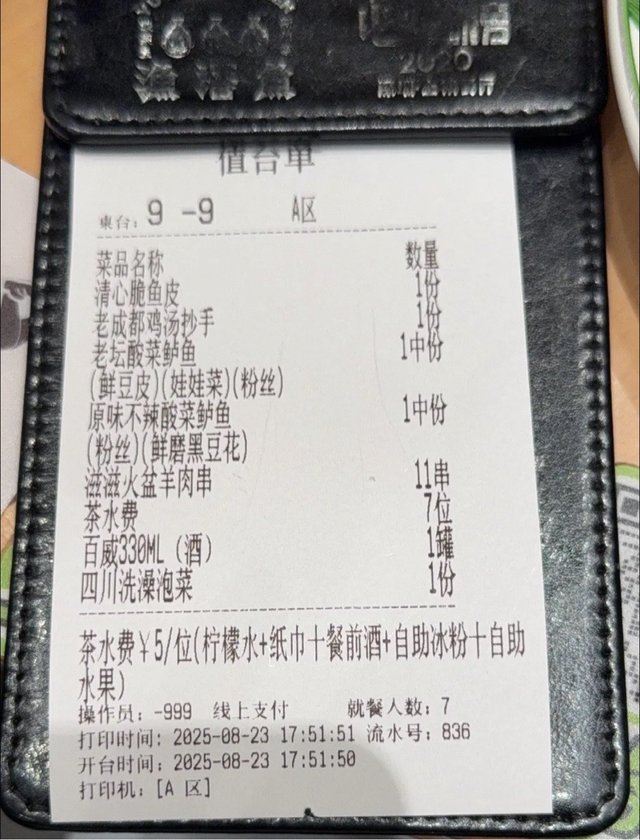 2020
值台单
桌台: 9 -9 A区
菜品名称 数量
清心脆鱼皮 1份
老成都鸡汤抄手 1份
老坛酸菜鲈鱼 1中份
(鲜豆皮)(娃娃菜)(粉丝)
原味不辣酸菜鲈鱼 1中份
(粉丝)(鲜磨黑豆花)
滋滋火盆羊肉串 11串
茶水费 7位
百威330ML (酒) 1罐
四川洗澡泡菜 1份
茶水费￥5/位(柠檬水+纸巾十餐前酒+自助冰粉十自助
水果)
操作员: -999 线上支付 就餐人数: 7
打印时间: 2025-08-23 17:51:51 流水号: 836
开台时间: 2025-08-23 17:51:50
打印机: [A 区]